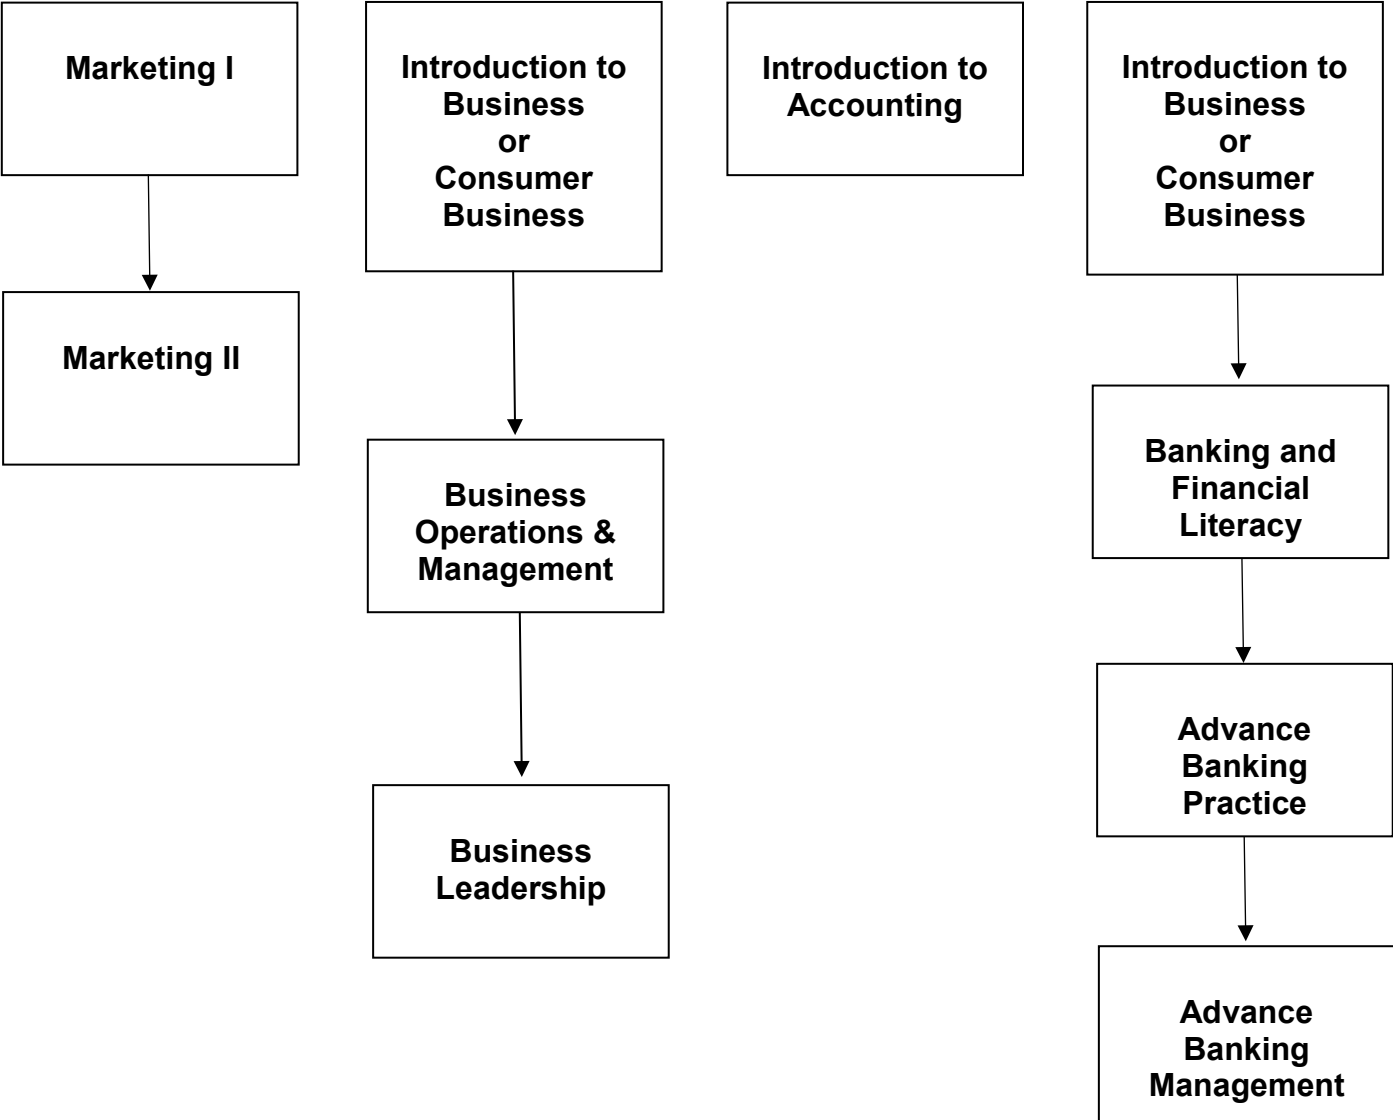 Marketing I
Marketing II
Introduction to
Business
or
Consumer
Business
Business
Operations &
Management
Business
Leadership
Introduction to
Accounting
Introduction to
Business
or
Consumer
Business
Banking and
Financial
Literacy
Advance
Banking
Practice
Advance
Banking
Management